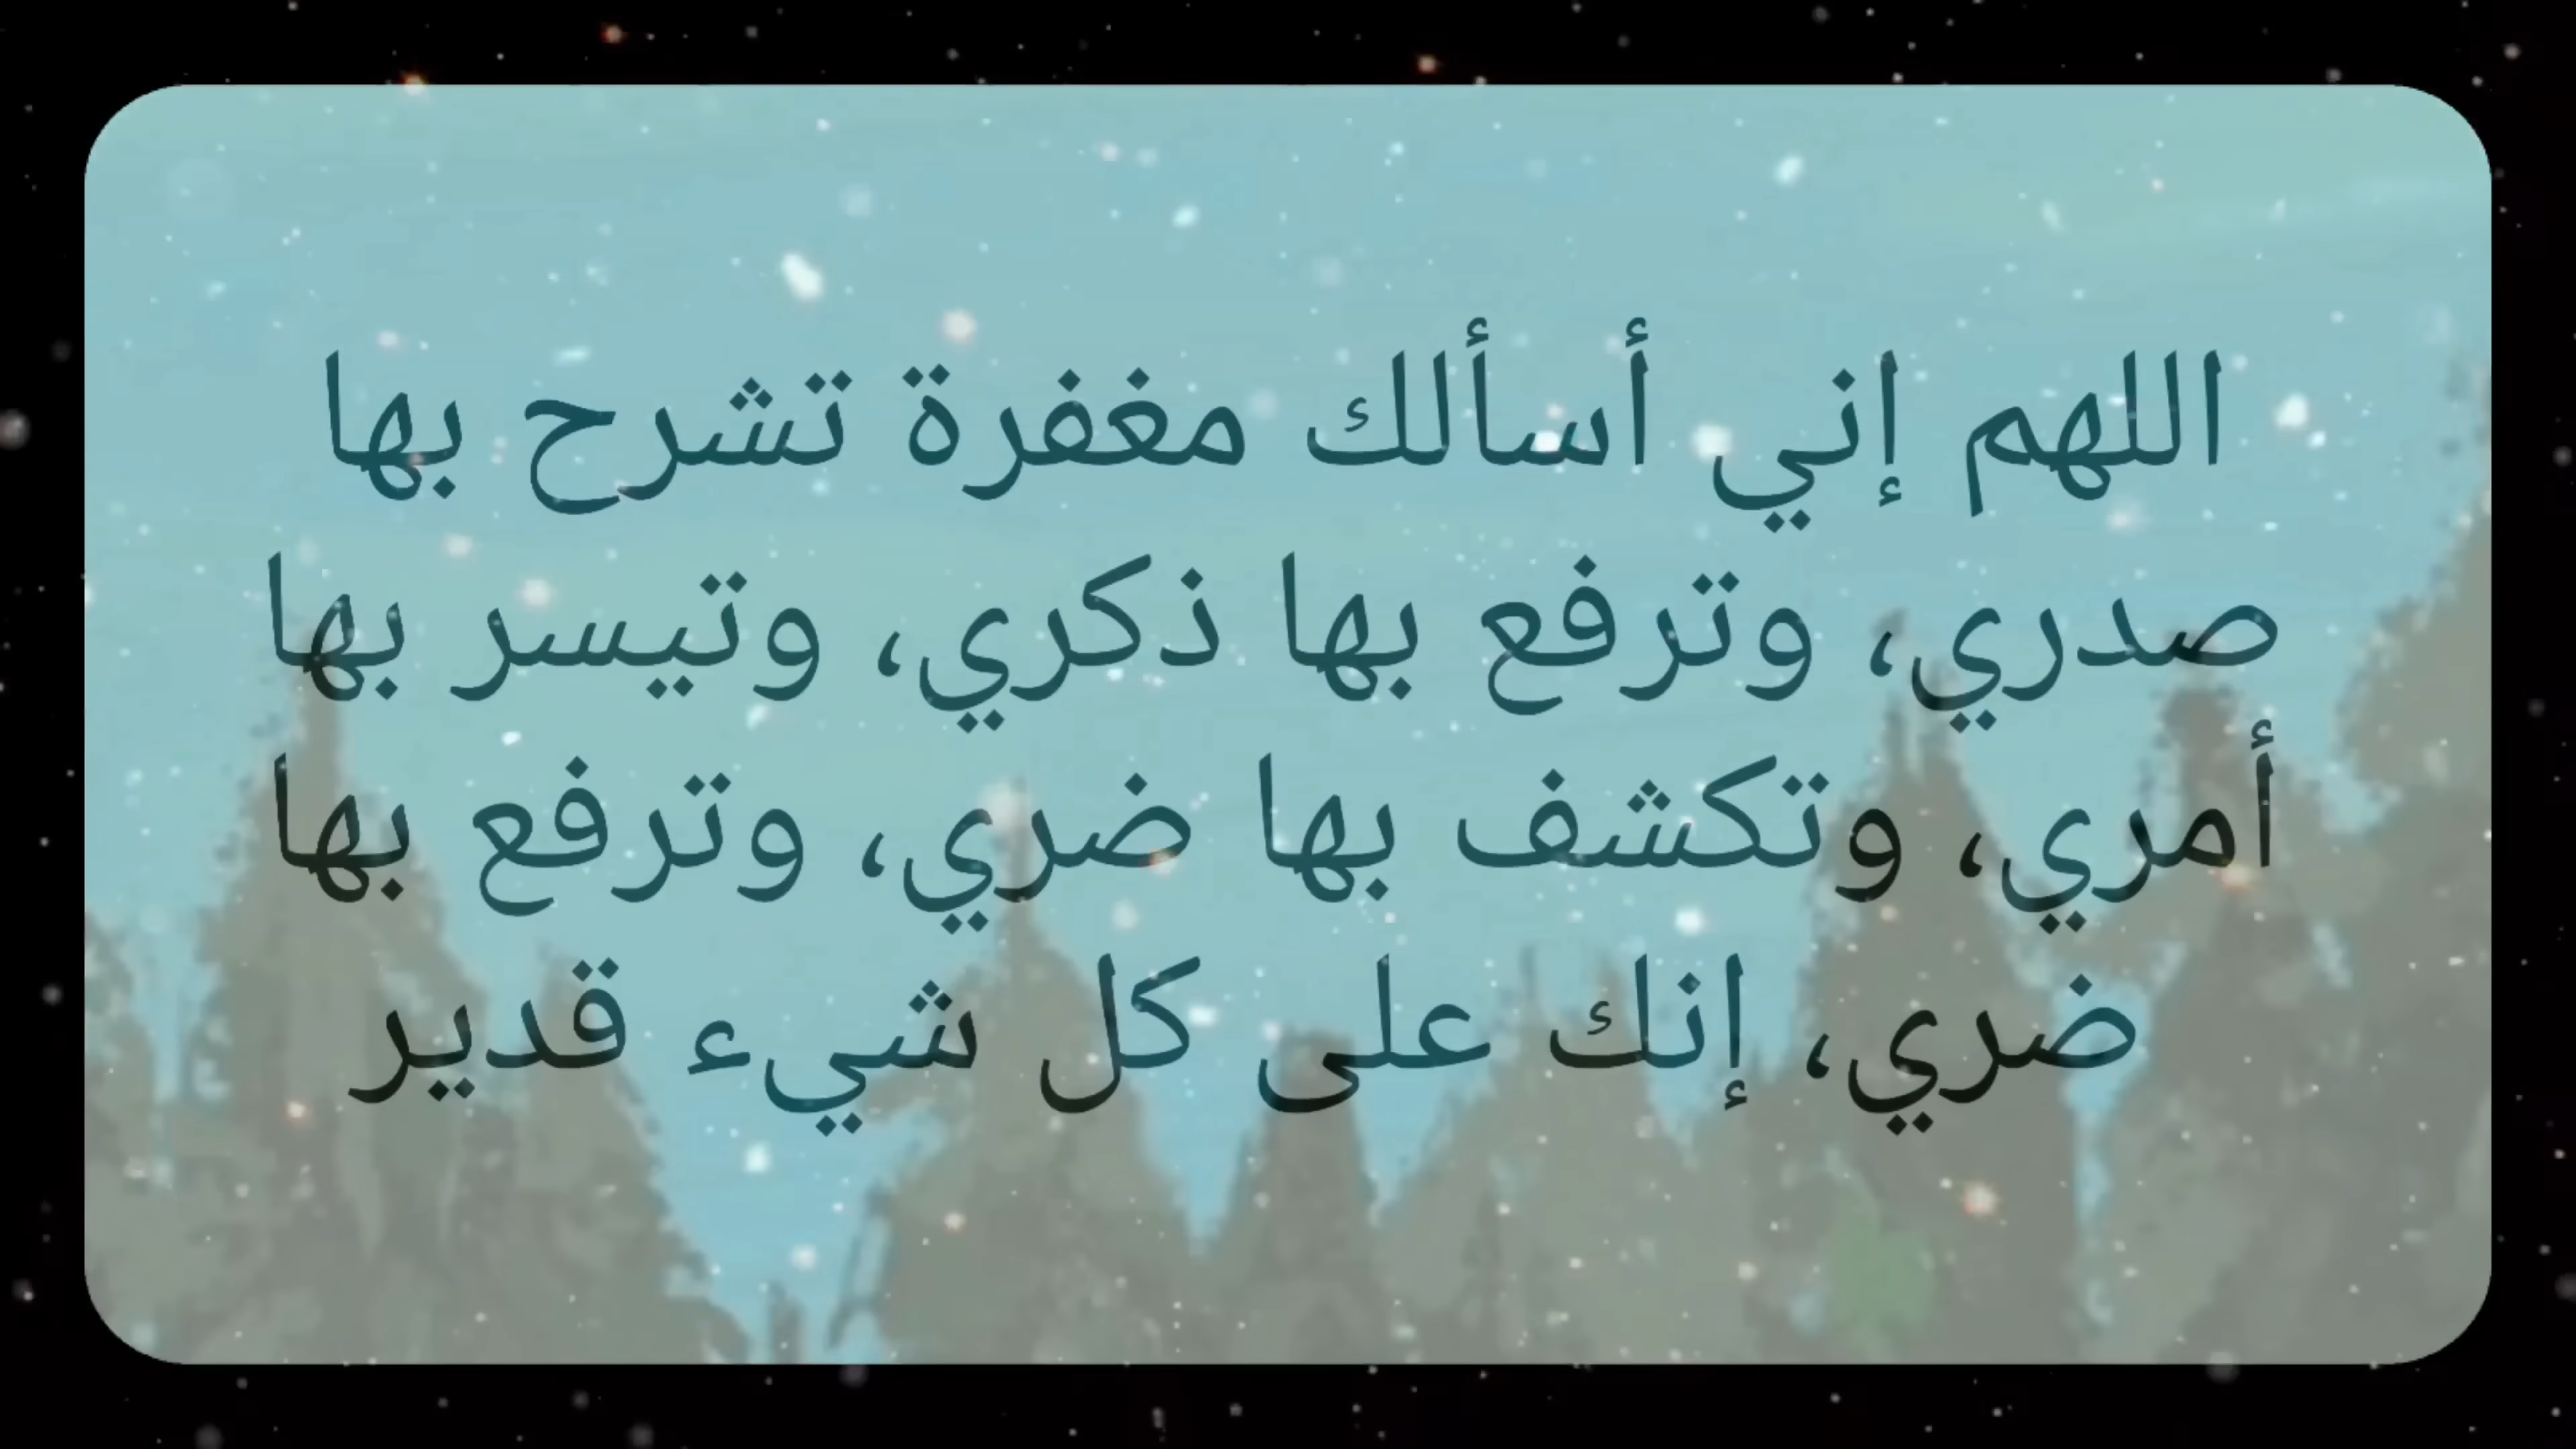 اللهم إني أسألك مغفرة تشرح بها
صدري، وترفع بها ذكري، وتيسر بها
أمري، وتكشف بها ضري، وترفع بها
ضري، إنك على كل شيء قدير